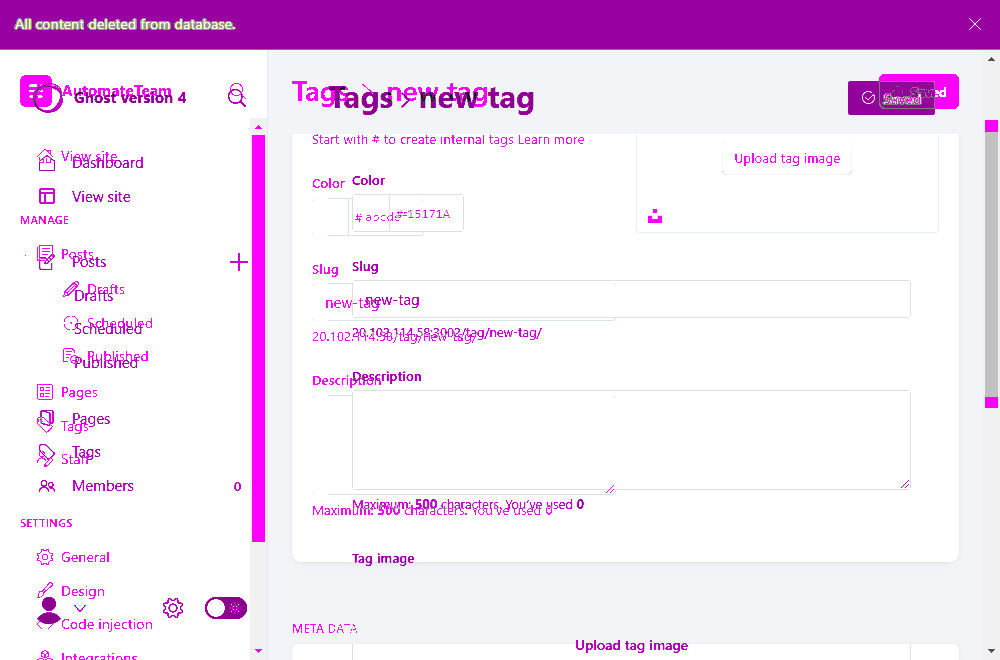 All content deleted from database.
AutomateTeam
Ghost version 4
Tags > new tag
Tags > new tag
Saved
Saved
View site
Dashboard
View site
MANAGE
Posts
Posts
Drafts
Drafts
Scheduled
Scheduled
Published
Published
Pages
Pages
Tags
Tags
Staff
Members 0
SETTINGS
General
Design
Code injection
Integrations
Start with # to create internal tags Learn more
Upload tag image
Color
Color
# abcdef
# 15171A
Slug
Slug
new-tag
new-tag
20.102.114.58:3002/tag/new-tag/
20.102.114.58/tag/new-tag/
Description
Description
Maximum: 500 characters. You've used 0
Maximum: 500 characters. You've used 0
Tag image
META DATA
Upload tag image